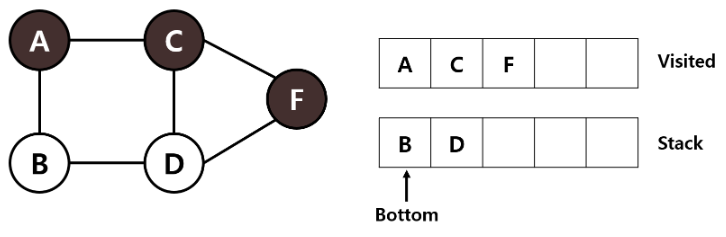 A C
F
B D
A C F Visited
B D Stack
Bottom